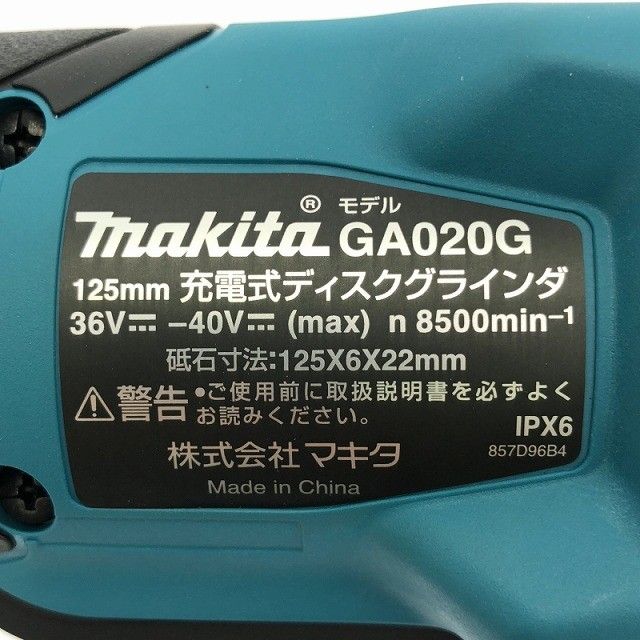 makita® モデル GA020G
125mm 充電式ディスクグラインダ
36V⎓ –40V⎓ (max) n 8500min⁻¹
砥石寸法:125X6X22mm
⚠警告 •ご使用前に取扱説明書を必ずよく
お読みください。
IPX6
株式会社 マキタ 857D96B4
Made in China